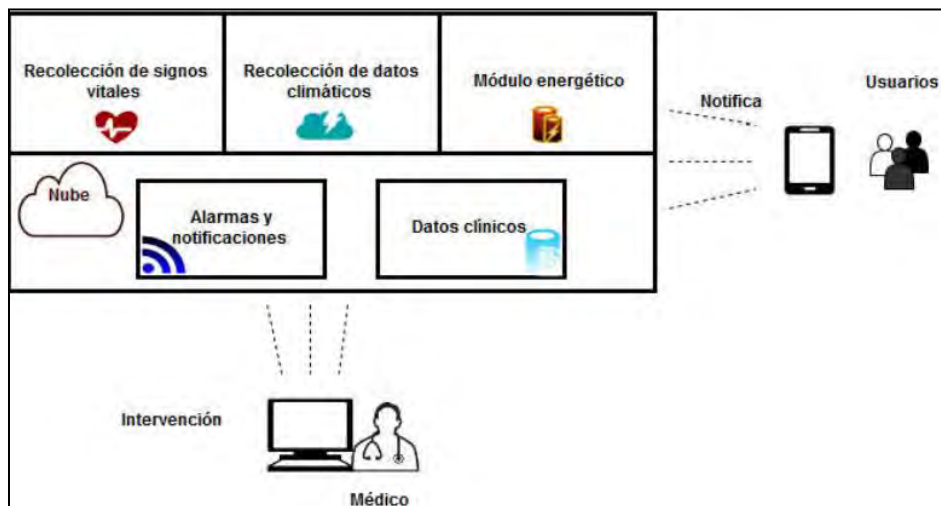 Recolección de signos
vitales
Recolección de datos
climáticos
Módulo energético
Notifica
Usuarios
Nube
Alarmas y
notificaciones
Datos clínicos
Intervención
Médico